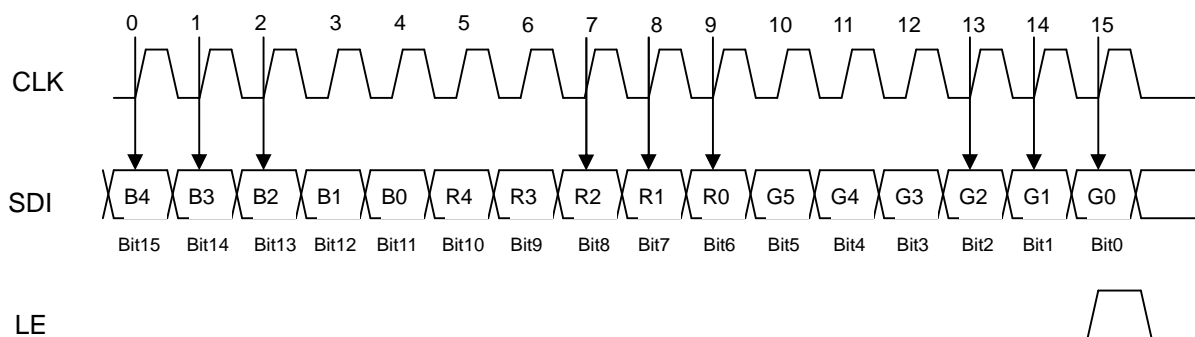 0 1 2 3 4 5 6 7 8 9 10 11 12 13 14 15
CLK
SDI B4 B3 B2 B1 B0 R4 R3 R2 R1 R0 G5 G4 G3 G2 G1 G0
Bit15 Bit14 Bit13 Bit12 Bit11 Bit10 Bit9 Bit8 Bit7 Bit6 Bit5 Bit4 Bit3 Bit2 Bit1 Bit0
LE